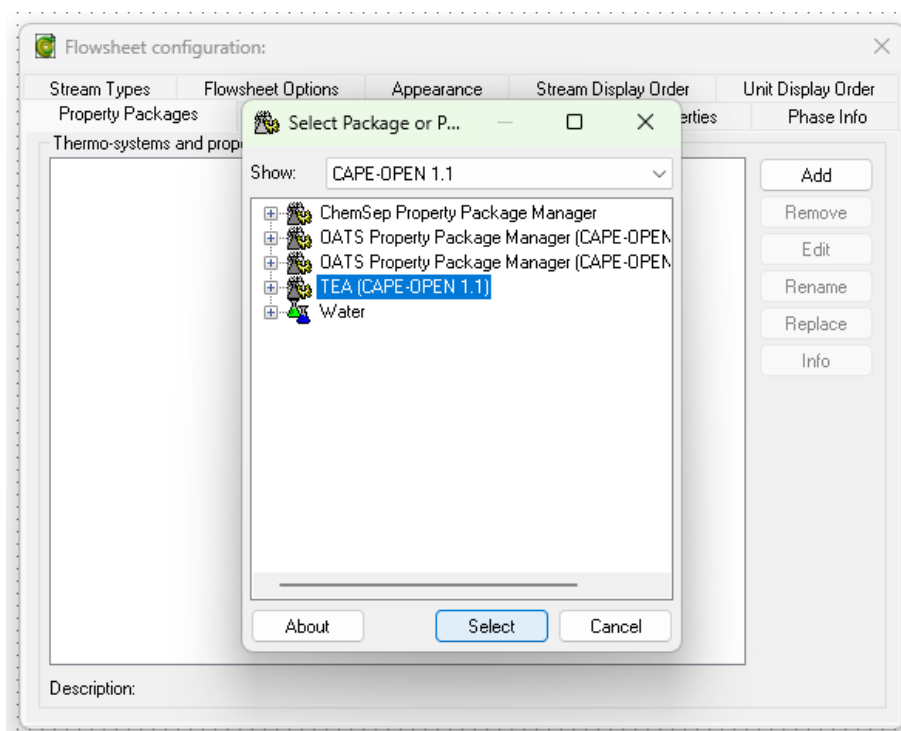 Flowsheet configuration:
Stream Types Flowsheet Options Appearance Stream Display Order Unit Display Order
Property Packages erties Phase Info
Select Package or P...
Thermo-systems and prop
Show: CAPE-OPEN 1.1
ChemSep Property Package Manager
OATS Property Package Manager (CAPE-OPEN
OATS Property Package Manager (CAPE-OPEN
TEA (CAPE-OPEN 1.1)
Water
Add
Remove
Edit
Rename
Replace
Info
About Select Cancel
Description: